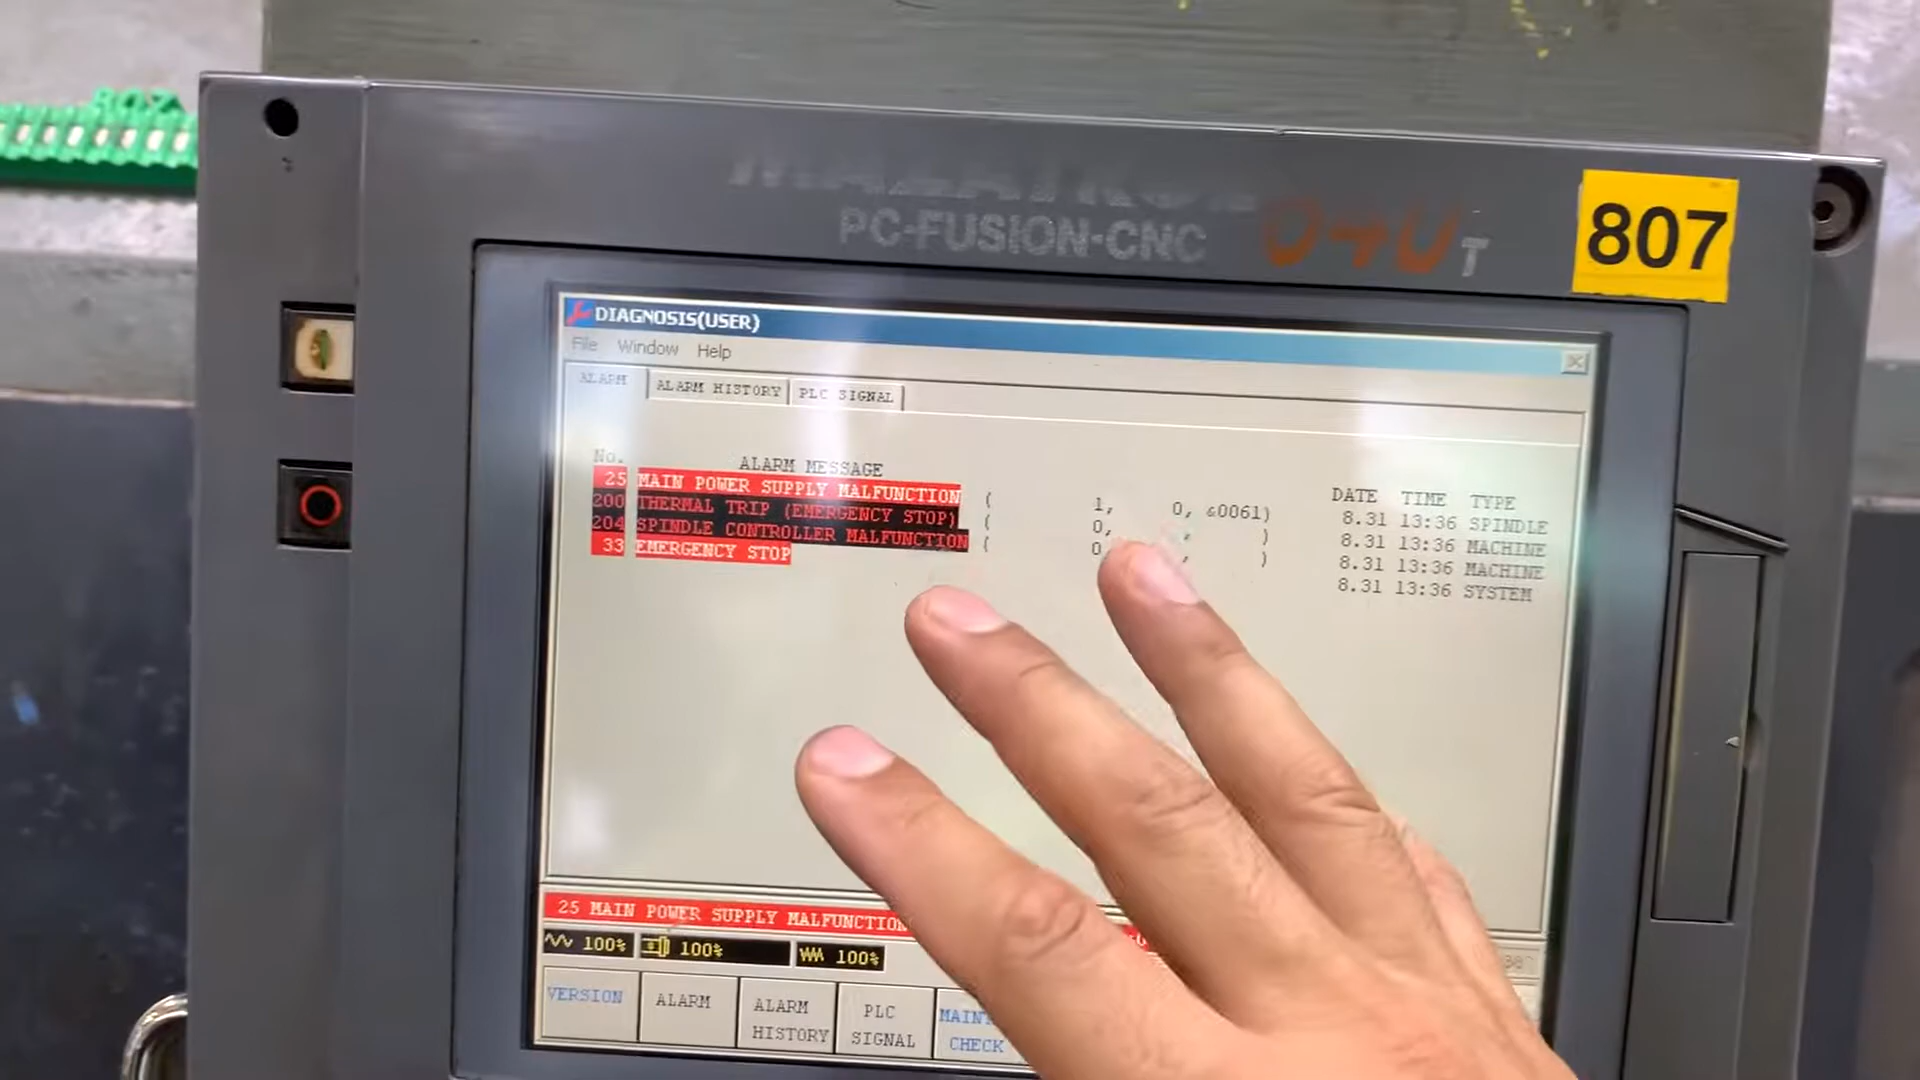 807
MAZATROL
PC-FUSION-CNC
T
807
DIAGNOSIS(USER)
File Window Help
ALARM ALARM HISTORY PLC SIGNAL
No. ALARM MESSAGE DATE TIME TYPE
25 MAIN POWER SUPPLY MALFUNCTION ( 1, 0, &0061) 8.31 13:36 SPINDLE
200 THERMAL TRIP (EMERGENCY STOP) ( 0, , ) 8.31 13:36 MACHINE
204 SPINDLE CONTROLLER MALFUNCTION ( 0 , ) 8.31 13:36 MACHINE
33 EMERGENCY STOP 8.31 13:36 SYSTEM
25 MAIN POWER SUPPLY MALFUNCTION
100% 100% 100%
VERSION ALARM ALARM HISTORY PLC SIGNAL CHECK